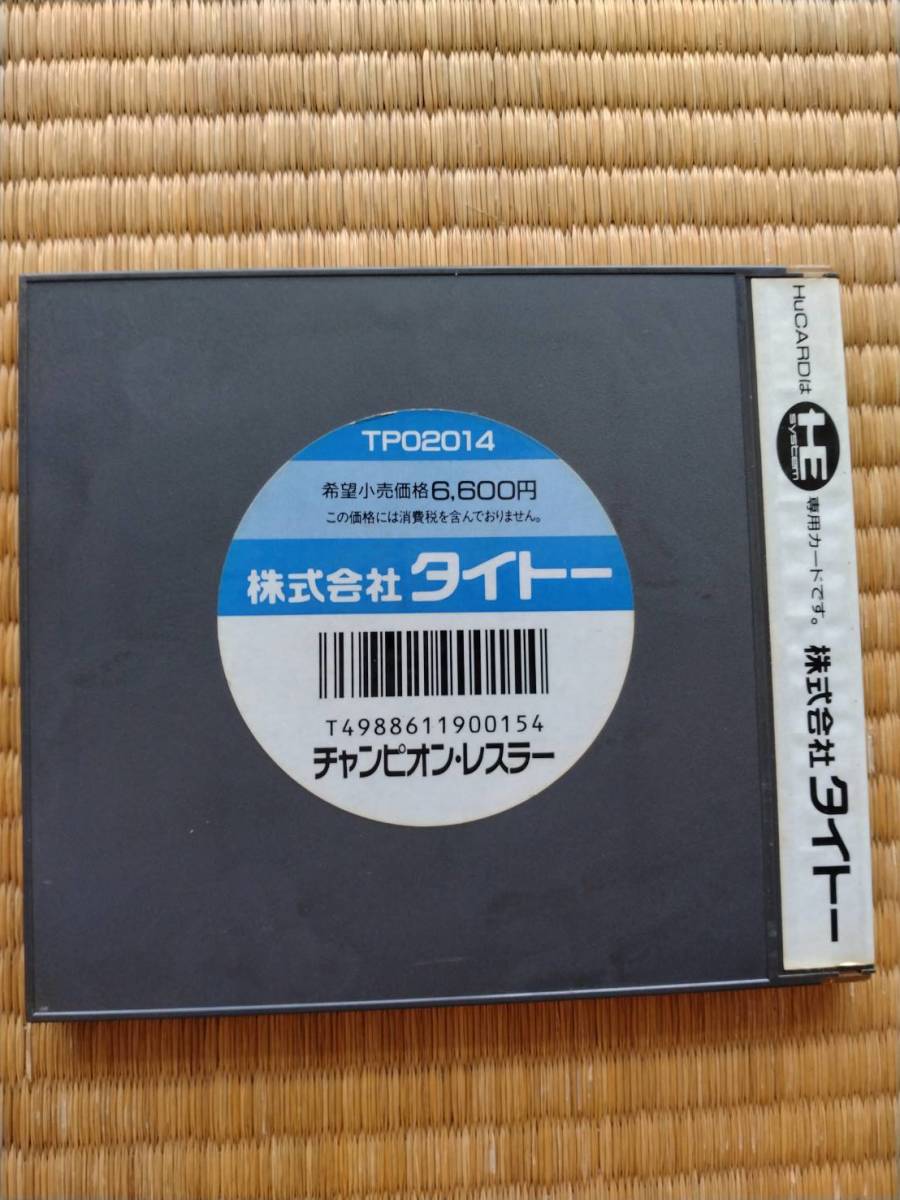 TP02014
希望小売価格6,600円
この価格には消費税を含んでおりません。
株式会社 タイトー
T4988611900154
チャンピオン・レスラー
HuCARDは HE system 専用カードです。 株式会社 タイトー